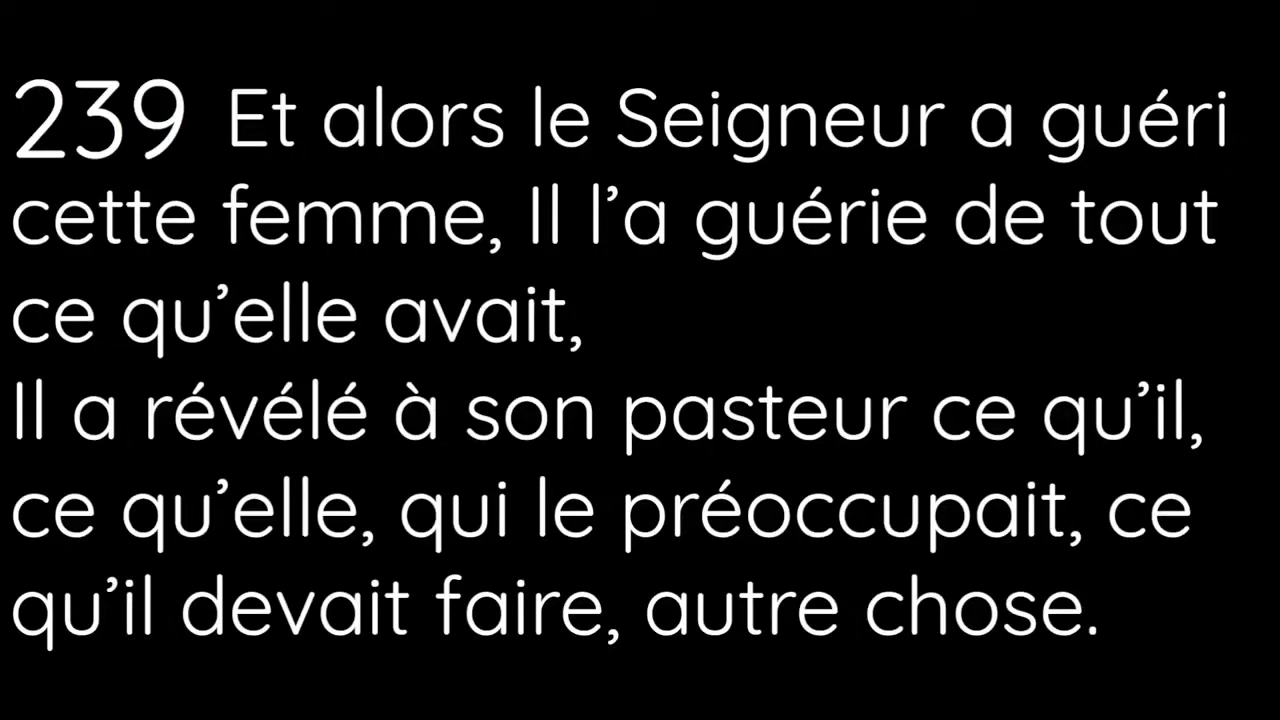 239 Et alors le Seigneur a guéri
cette femme, Il l’a guérie de tout
ce qu’elle avait,
Il a révélé à son pasteur ce qu’il,
ce qu’elle, qui le préoccupait, ce
qu’il devait faire, autre chose.